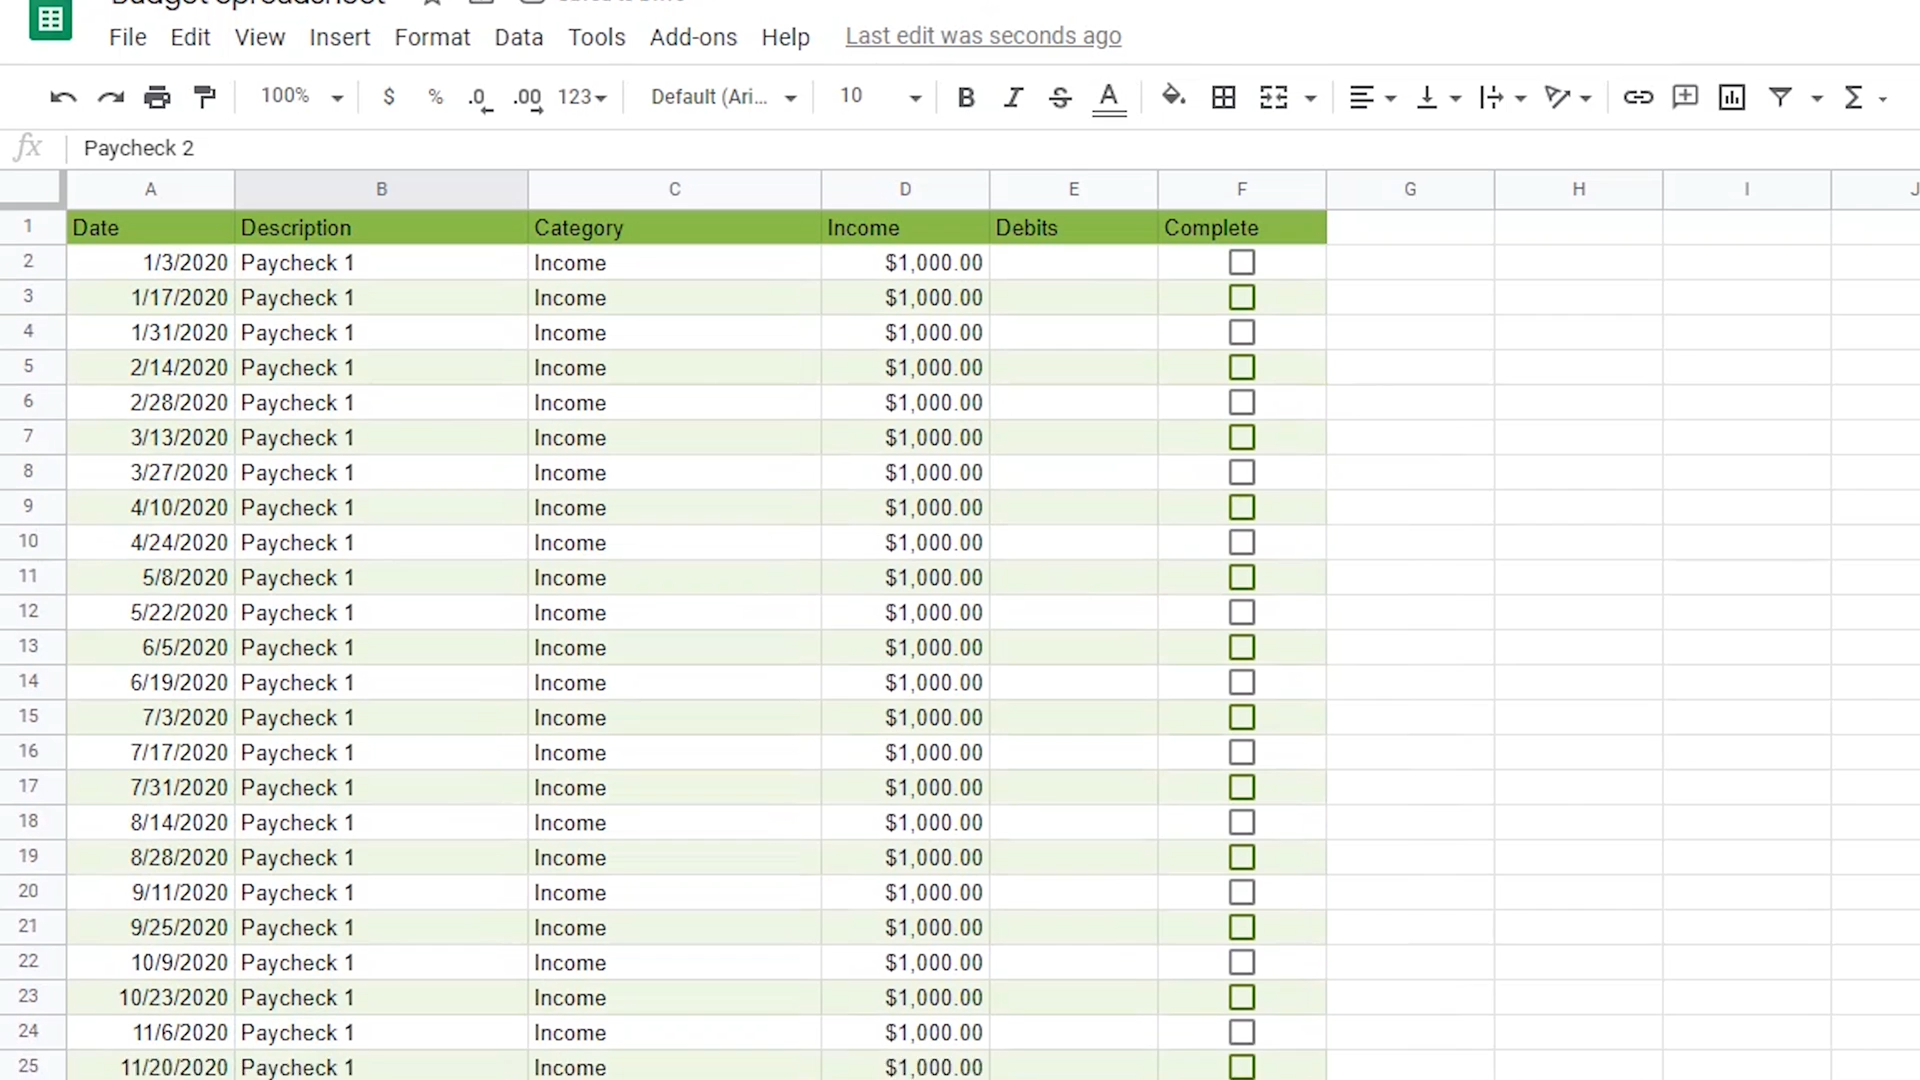 Budget Spreadsheet
File Edit View Insert Format Data Tools Add-ons Help Last edit was seconds ago
100% $ % .0 .00 123 Default (Ari... 10 B I S A Σ
fx Paycheck 2
A B C D E F G H I J
1 Date Description Category Income Debits Complete
2 1/3/2020 Paycheck 1 Income $1,000.00
3 1/17/2020 Paycheck 1 Income $1,000.00
4 1/31/2020 Paycheck 1 Income $1,000.00
5 2/14/2020 Paycheck 1 Income $1,000.00
6 2/28/2020 Paycheck 1 Income $1,000.00
7 3/13/2020 Paycheck 1 Income $1,000.00
8 3/27/2020 Paycheck 1 Income $1,000.00
9 4/10/2020 Paycheck 1 Income $1,000.00
10 4/24/2020 Paycheck 1 Income $1,000.00
11 5/8/2020 Paycheck 1 Income $1,000.00
12 5/22/2020 Paycheck 1 Income $1,000.00
13 6/5/2020 Paycheck 1 Income $1,000.00
14 6/19/2020 Paycheck 1 Income $1,000.00
15 7/3/2020 Paycheck 1 Income $1,000.00
16 7/17/2020 Paycheck 1 Income $1,000.00
17 7/31/2020 Paycheck 1 Income $1,000.00
18 8/14/2020 Paycheck 1 Income $1,000.00
19 8/28/2020 Paycheck 1 Income $1,000.00
20 9/11/2020 Paycheck 1 Income $1,000.00
21 9/25/2020 Paycheck 1 Income $1,000.00
22 10/9/2020 Paycheck 1 Income $1,000.00
23 10/23/2020 Paycheck 1 Income $1,000.00
24 11/6/2020 Paycheck 1 Income $1,000.00
25 11/20/2020 Paycheck 1 Income $1,000.00